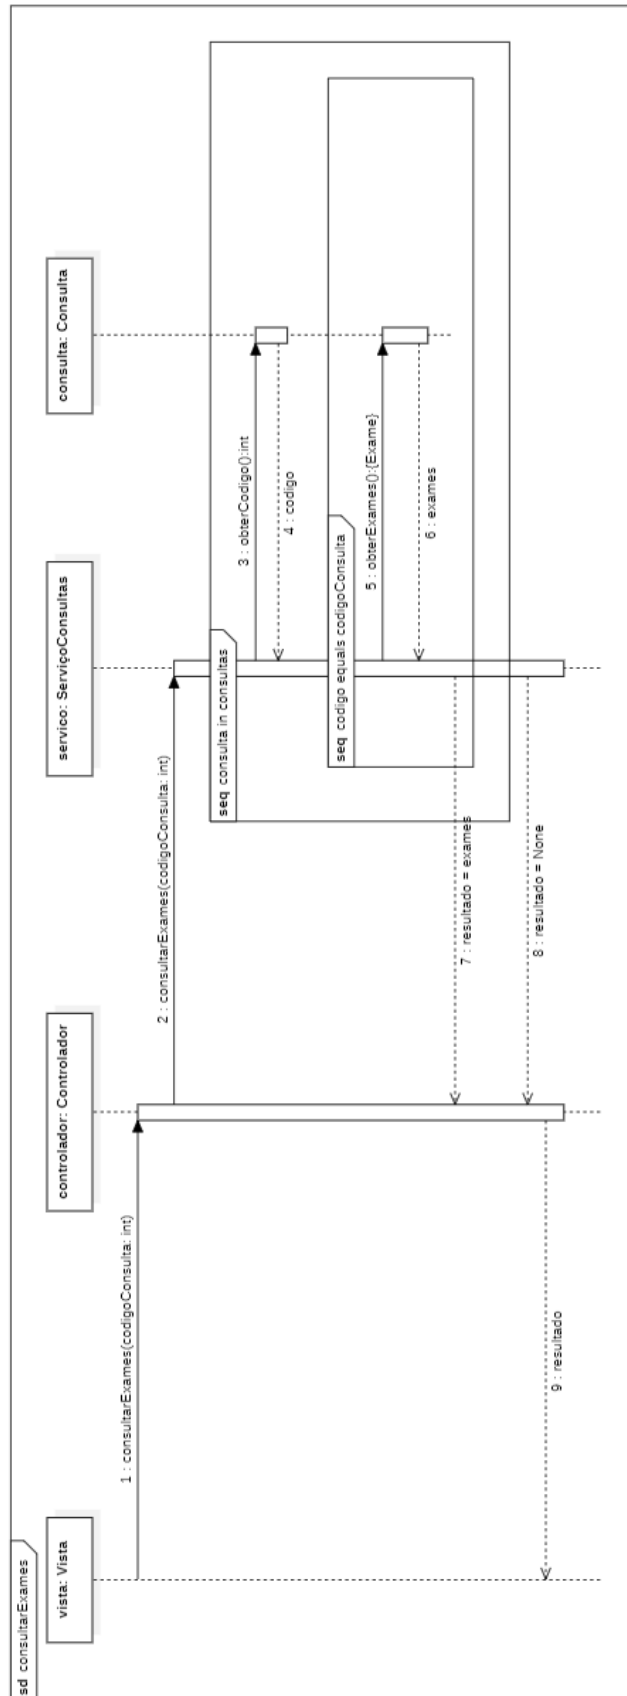 sd consultarExames
vista: Vista
controlador: Controlador
servico: ServiçoConsultas
consulta: Consulta
1 : consultarExames(codigoConsulta: int)
2 : consultarExames(codigoConsulta: int)
seq consulta in consultas
3 : obterCodigo():int
4 : codigo
seq codigo equals codigoConsulta
5 : obterExames():{Exame}
6 : exames
7 : resultado = exames
8 : resultado = None
9 : resultado